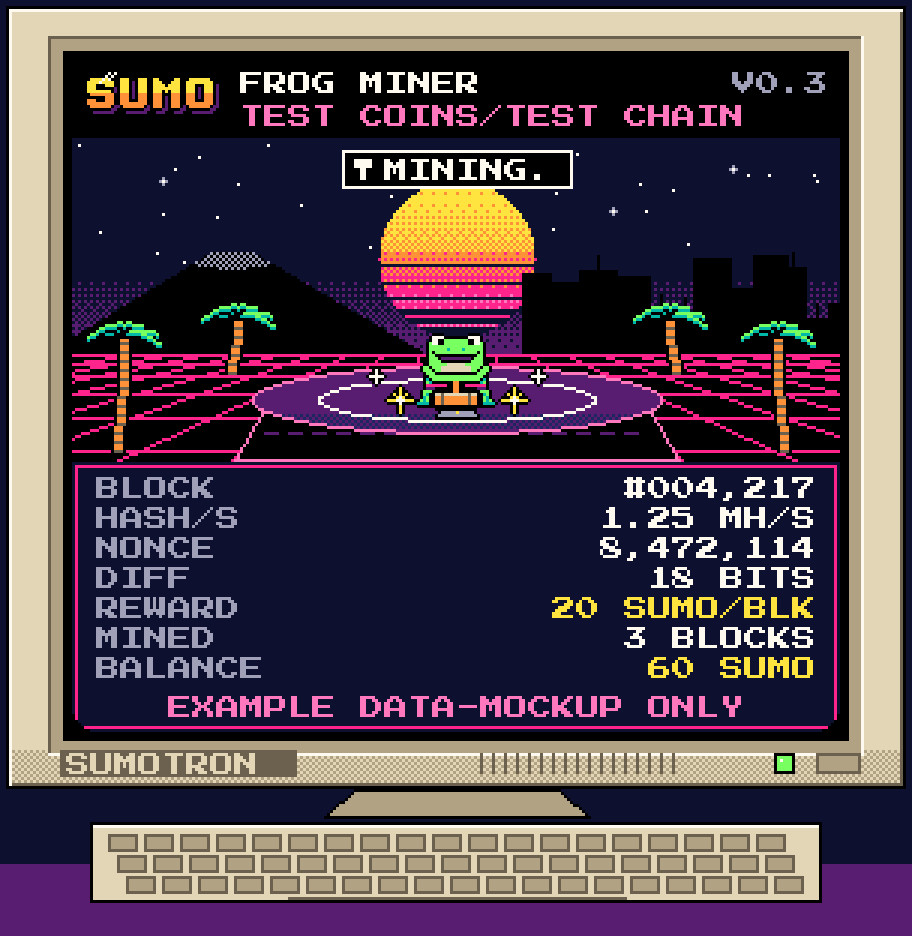 SUMO FROG MINER V0.3
TEST COINS/TEST CHAIN
MINING.
BLOCK #004,217
HASH/S 1.25 MH/S
NONCE 8,472,114
DIFF 18 BITS
REWARD 20 SUMO/BLK
MINED 3 BLOCKS
BALANCE 60 SUMO
EXAMPLE DATA-MOCKUP ONLY
SUMOTRON